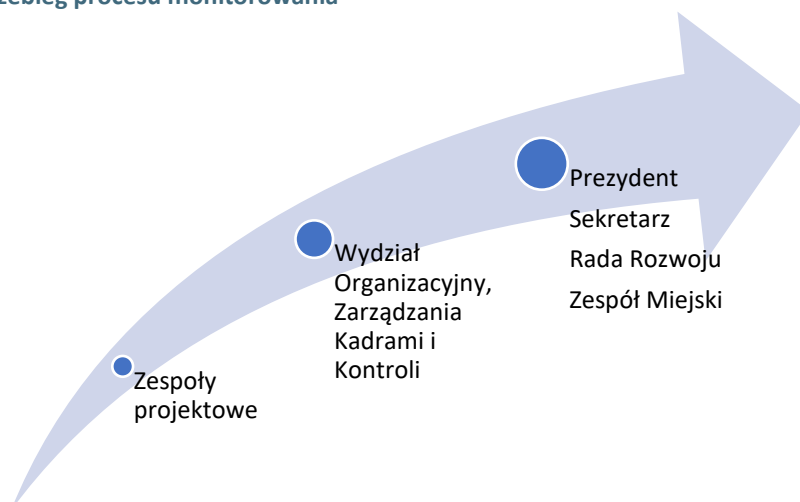 zebieg procesu monitorowania
Prezydent
Sekretarz
Rada Rozwoju
Zespół Miejski
Wydział
Organizacyjny,
Zarządzania
Kadrami i
Kontroli
Zespoły
projektowe